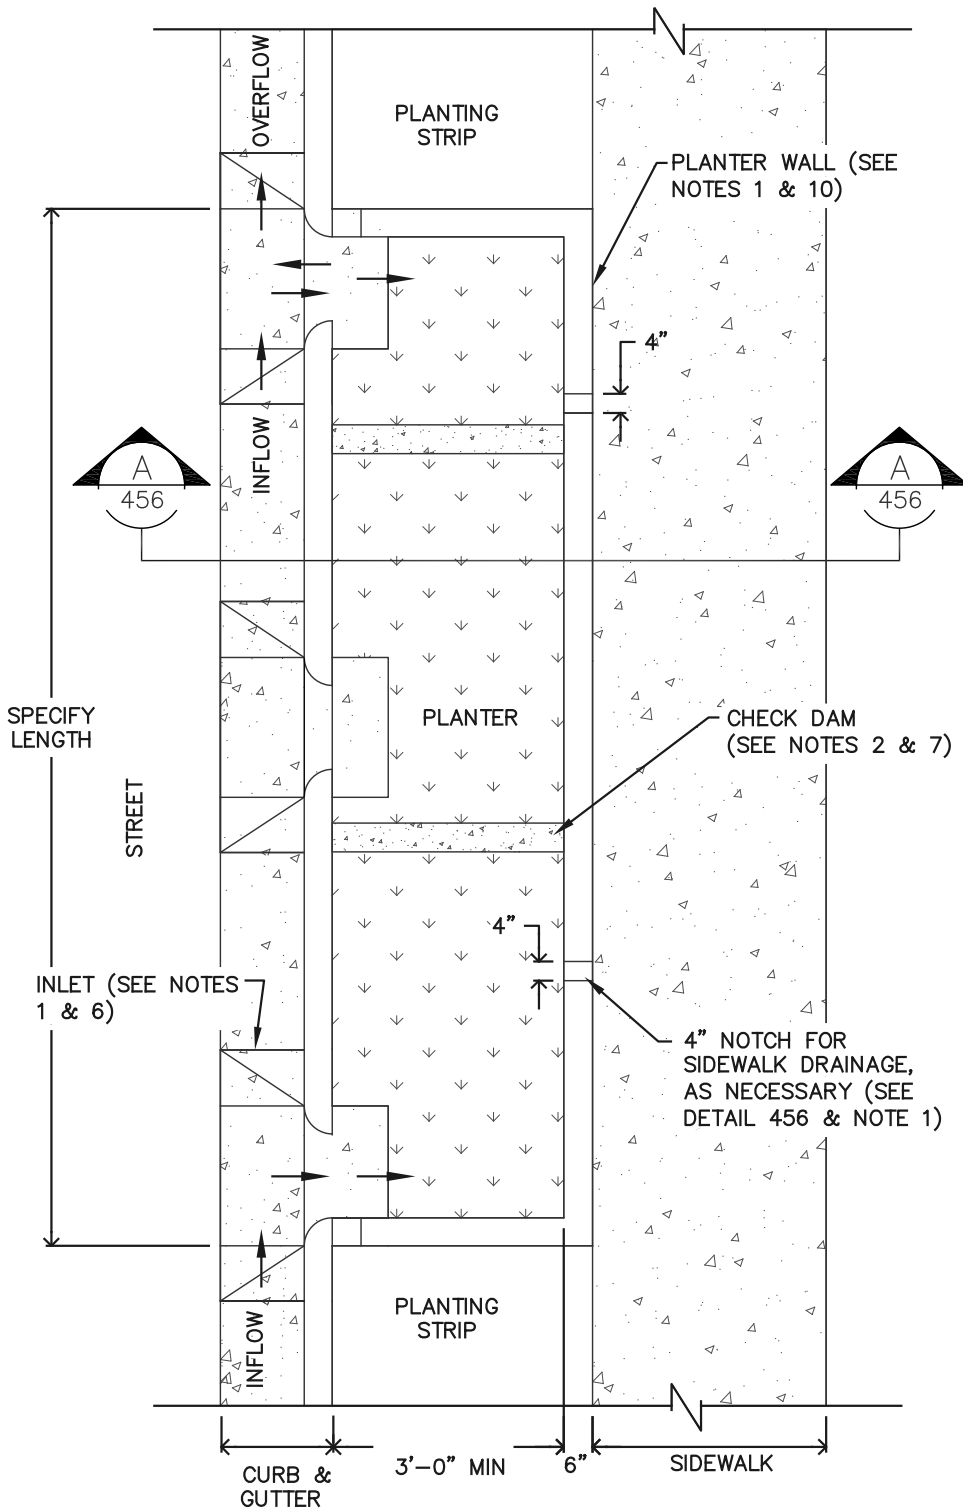 OVERFLOW
PLANTING
STRIP
PLANTER WALL (SEE
NOTES 1 & 10)
4"
INFLOW
A
456
A
456
SPECIFY
LENGTH
STREET
PLANTER
CHECK DAM
(SEE NOTES 2 & 7)
4"
INLET (SEE NOTES
1 & 6)
4" NOTCH FOR
SIDEWALK DRAINAGE,
AS NECESSARY (SEE
DETAIL 456 & NOTE 1)
INFLOW
PLANTING
STRIP
CURB &
GUTTER
3'-0" MIN
6"
SIDEWALK